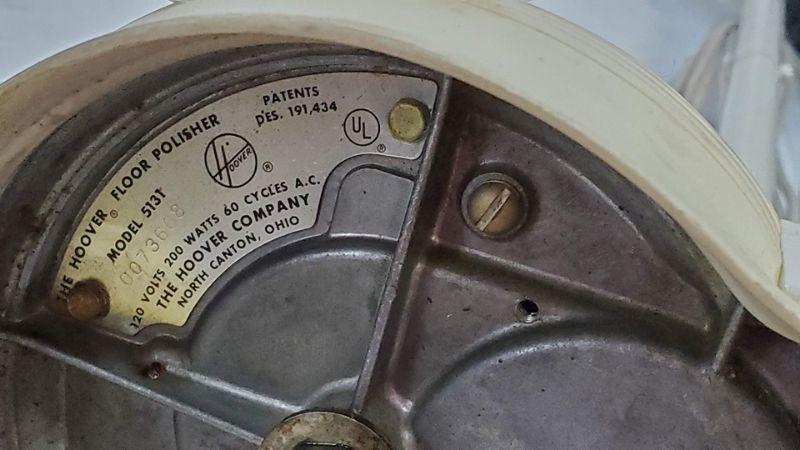 THE HOOVER® FLOOR POLISHER
PATENTS
DES. 191,434
MODEL 513T
H
HOOVER
®
UL
®
120 VOLTS 200 WATTS 60 CYCLES A.C.
THE HOOVER COMPANY
NORTH CANTON, OHIO